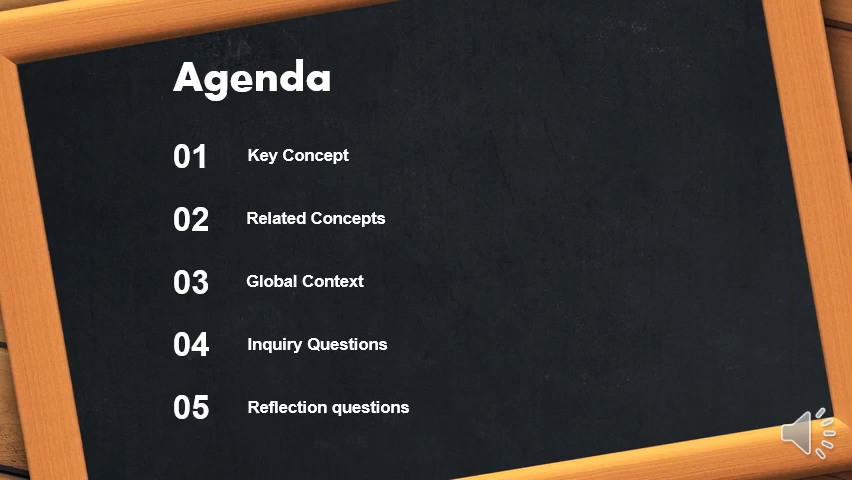 Agenda
01 Key Concept
02 Related Concepts
03 Global Context
04 Inquiry Questions
05 Reflection questions